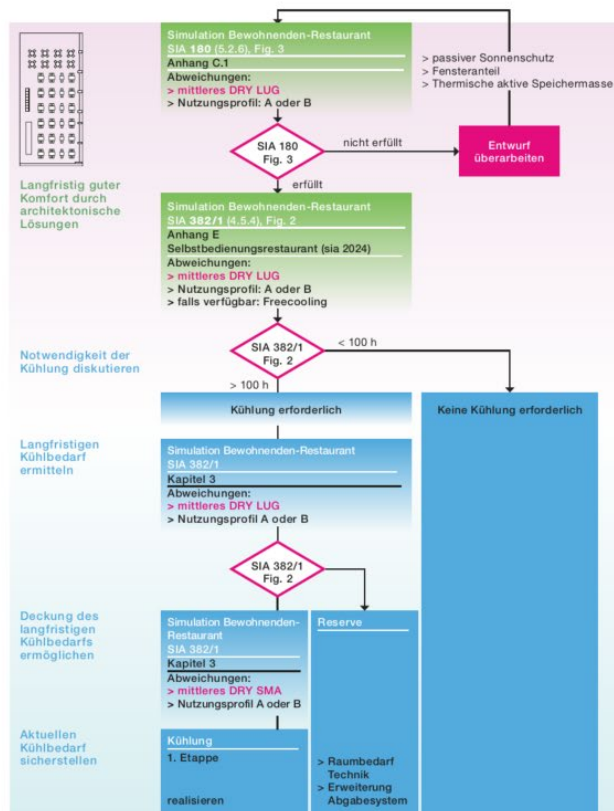 Simulation Bewohnenden-Restaurant
SIA 180 (5.2.6), Fig. 3
Anhang C.1
Abweichungen:
> mittleres DRY LUG
> Nutzungsprofil: A oder B
> passiver Sonnenschutz
> Fensteranteil
> Thermische aktive Speichermasse
SIA 180
Fig. 3
nicht erfüllt
Entwurf
überarbeiten
erfüllt
Langfristig guter
Komfort durch
architektonische
Lösungen
Simulation Bewohnenden-Restaurant
SIA 382/1 (4.5.4), Fig. 2
Anhang E
Selbstbedienungsrestaurant (sia 2024)
Abweichungen:
> mittleres DRY LUG
> Nutzungsprofil: A oder B
> falls verfügbar: Freecooling
Notwendigkeit der
Kühlung diskutieren
SIA 382/1
Fig. 2
< 100 h
> 100 h
Kühlung erforderlich
Keine Kühlung erforderlich
Langfristigen
Kühlbedarf
ermitteln
Simulation Bewohnenden-Restaurant
SIA 382/1
Kapitel 3
Abweichungen:
> mittleres DRY LUG
> Nutzungsprofil A oder B
SIA 382/1
Fig. 2
Deckung des
langfristigen
Kühlbedarfs
ermöglichen
Simulation Bewohnenden-
Restaurant
SIA 382/1
Kapitel 3
Abweichungen:
> mittleres DRY SMA
> Nutzungsprofil A oder B
Reserve
Aktuellen
Kühlbedarf
sicherstellen
Kühlung
1. Etappe
realisieren
> Raumbedarf
Technik
> Erweiterung
Abgabesystem